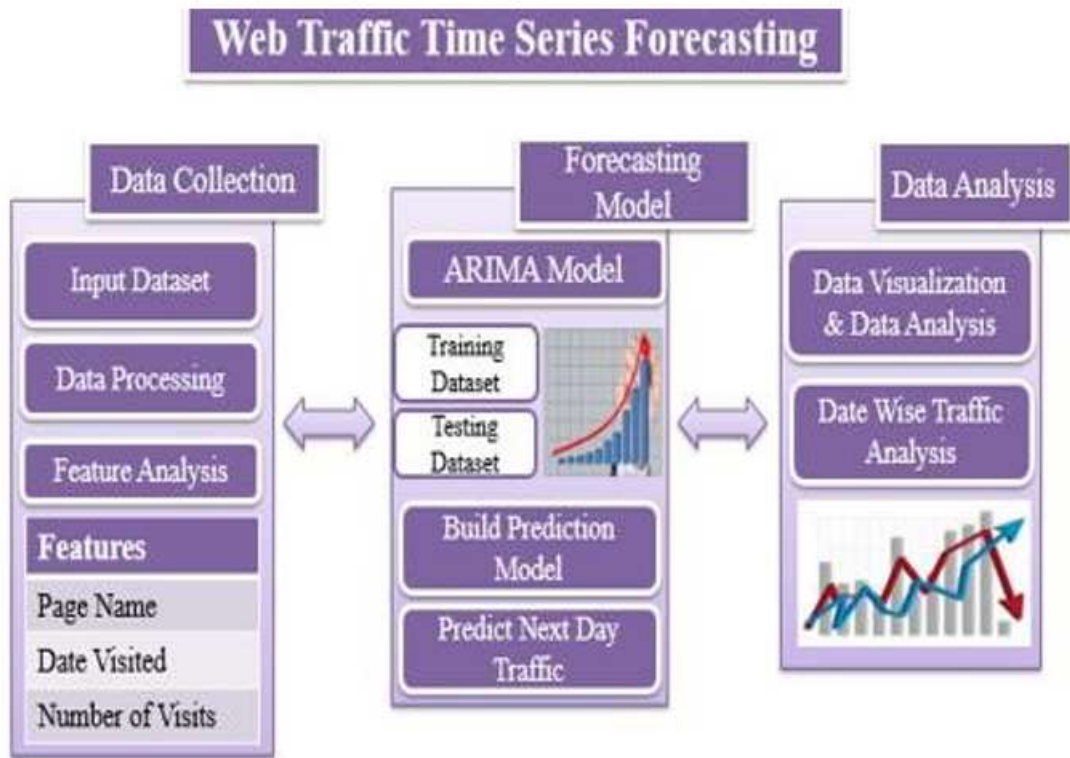 Web Traffic Time Series Forecasting
Data Collection
Input Dataset
Data Processing
Feature Analysis
Features
Page Name
Date Visited
Number of Visits
Forecasting
Model
ARIMA Model
Training
Dataset
Testing
Dataset
Build Prediction
Model
Predict Next Day
Traffic
Data Analysis
Data Visualization
& Data Analysis
Date Wise Traffic
Analysis